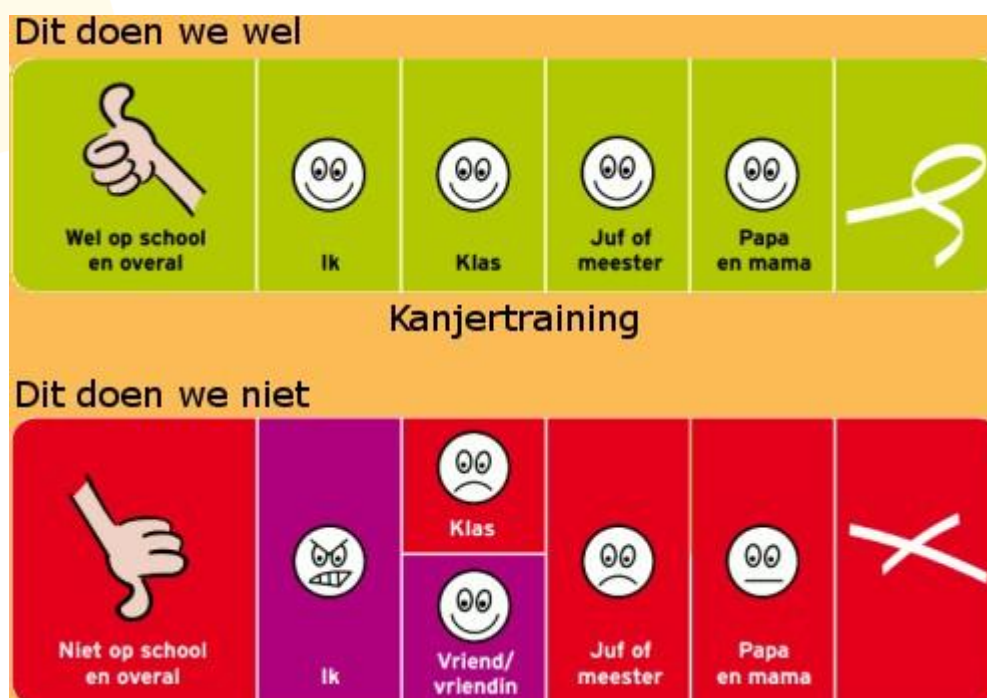 Dit doen we wel
Wel op school
en overal
Ik
Klas
Juf of
meester
Papa
en mama
Kanjertraining
Dit doen we niet
Niet op school
en overal
Ik
Klas
Vriend/
vriendin
Juf of
meester
Papa
en mama